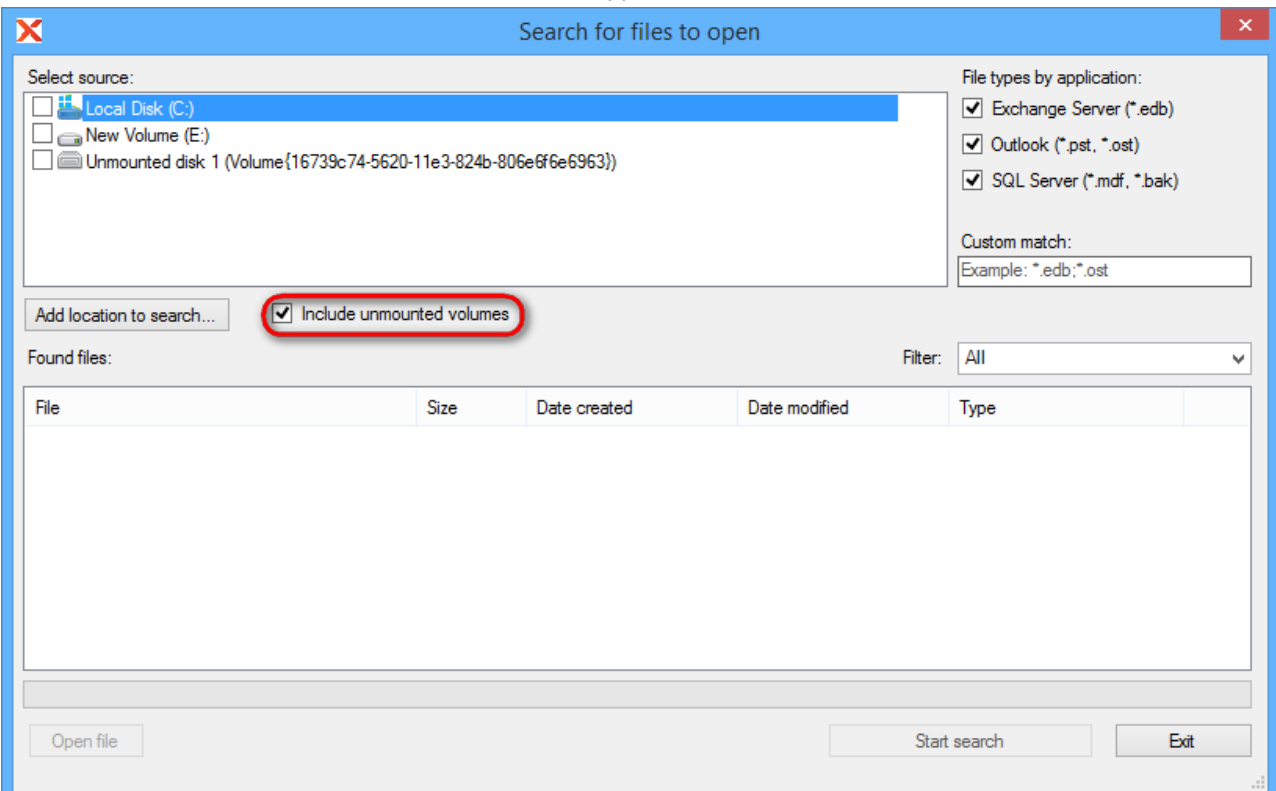 Search for files to open
Select source:
Local Disk (C:)
New Volume (E:)
Unmounted disk 1 (Volume{16739c74-5620-11e3-824b-806e6f6e6963})
File types by application:
Exchange Server (*.edb)
Outlook (*.pst, *.ost)
SQL Server (*.mdf, *.bak)
Custom match:
Example: *.edb;*.ost
Add location to search...
Include unmounted volumes
Found files:
Filter: All
File Size Date created Date modified Type
Open file Start search Exit